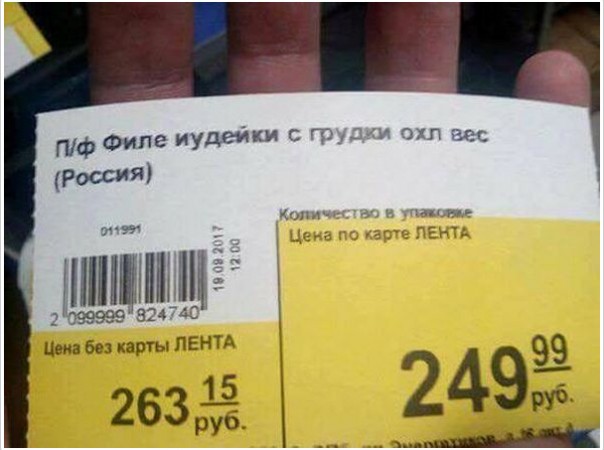 П/ф Филе иудейки с грудки охл вес
(Россия)
Количество в упаковке
011991
19.09.2017
12:00
2 099999 824740
Цена по карте ЛЕНТА
249 99
руб.
Цена без карты ЛЕНТА
263 15
руб.